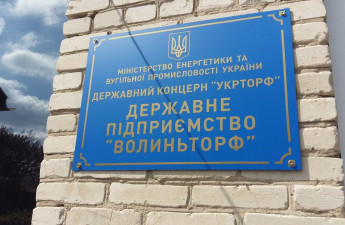 МІНІСТЕРСТВО ЕНЕРГЕТИКИ ТА
ВУГІЛЬНОЇ ПРОМИСЛОВОСТІ УКРАЇНИ
ДЕРЖАВНИЙ КОНЦЕРН "УКРТОРФ"
ДЕРЖАВНЕ
ПІДПРИЄМСТВО
"ВОЛИНЬТОРФ"